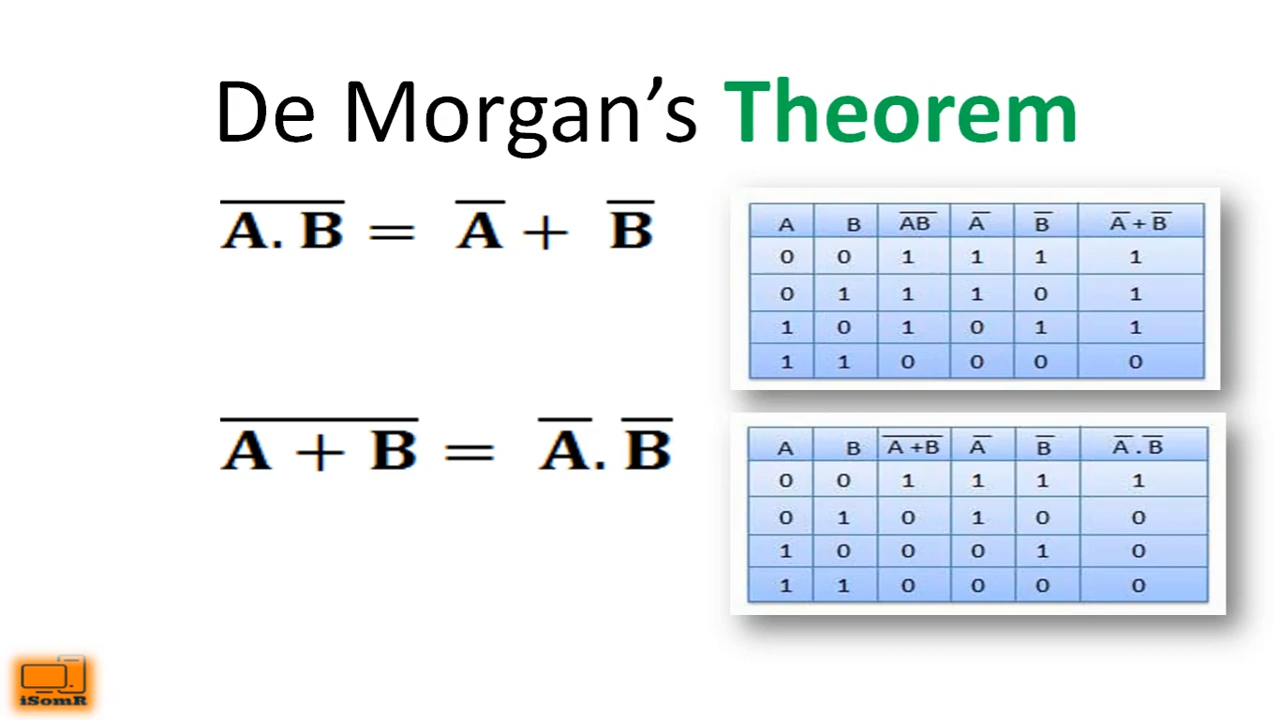 De Morgan’s Theorem
A̅.̅ ̅B̅ = A̅ + B̅
A B A̅B̅ A̅ B̅ A̅ + B̅
0 0 1 1 1 1
0 1 1 1 0 1
1 0 1 0 1 1
1 1 0 0 0 0
A̅ ̅+̅ ̅B̅ = A̅.B̅
A B A̅ ̅+̅B̅ A̅ B̅ A̅ . B̅
0 0 1 1 1 1
0 1 0 1 0 0
1 0 0 0 1 0
1 1 0 0 0 0
iSomR